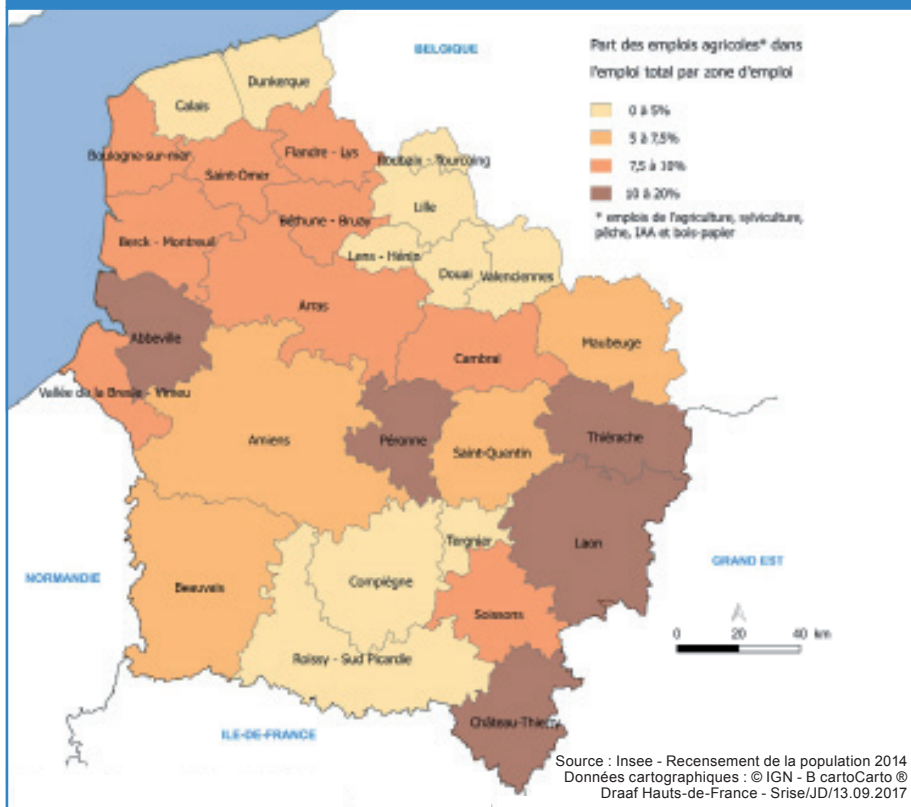 BELGIQUE
Part des emplois agricoles* dans
l'emploi total par zone d'emploi
0 à 5%
5 à 7,5%
7,5 à 10%
10 à 20%
* emplois de l'agriculture, sylviculture,
pêche, IAA et bois-papier
Dunkerque
Calais
Boulogne-sur-mer
Flandre - Lys
Saint-Omer
Roubaix - Tourcoing
Lille
Béthune - Bruay
Berck - Montreuil
Lens - Hénin
Douai
Valenciennes
Arras
Abbeville
Maubeuge
Cambrai
Vallée de la Bresle - Vimeu
Amiens
Péronne
Saint-Quentin
Thiérache
Tergnier
Laon
GRAND EST
NORMANDIE
Beauvais
Compiègne
Soissons
0 20 40 km
Roissy - Sud Picardie
Château-Thierry
ILE-DE-FRANCE
Source : Insee - Recensement de la population 2014
Données cartographiques : © IGN - B cartoCarto ®
Draaf Hauts-de-France - Srise/JD/13.09.2017